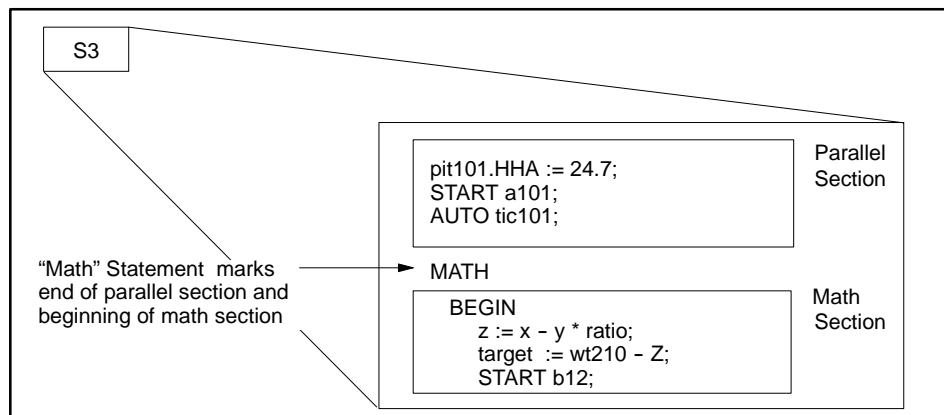 S3
Parallel
Section
pit101.HHA := 24.7;
START a101;
AUTO tic101;
“Math” Statement  marks
end of parallel section and
beginning of math section
MATH
Math
Section
BEGIN
z := x - y * ratio;
target  := wt210 - Z;
START b12;